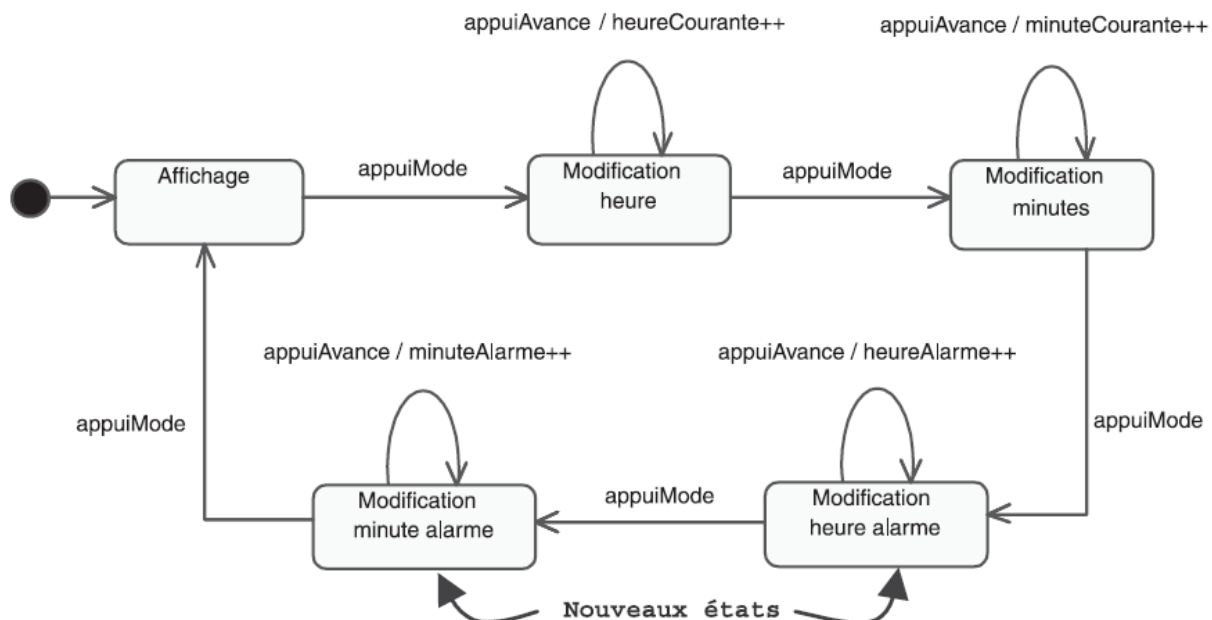 appuiAvance / heureCourante++
appuiAvance / minuteCourante++
Affichage
appuiMode
Modification
heure
appuiMode
Modification
minutes
appuiAvance / minuteAlarme++
appuiAvance / heureAlarme++
appuiMode
appuiMode
Modification
minute alarme
appuiMode
Modification
heure alarme
Nouveaux états